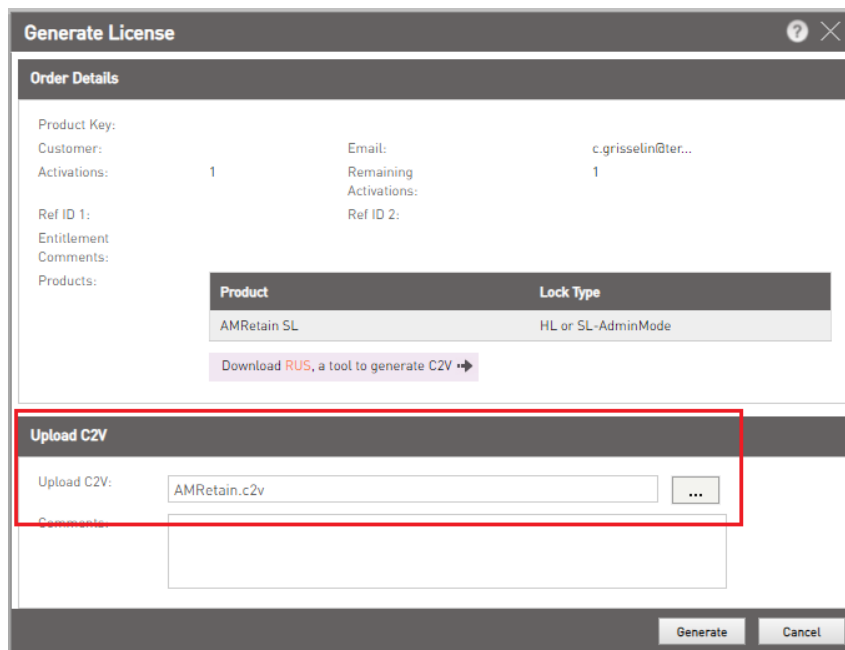 Generate License
?
Order Details
Product Key:
Customer: Email: c.grisselin@ter...
Activations: 1 Remaining Activations: 1
Ref ID 1: Ref ID 2:
Entitlement Comments:
Products:
Product Lock Type
AMRetain SL HL or SL-AdminMode
Download RUS, a tool to generate C2V
Upload C2V
Upload C2V: AMRetain.c2v ...
Comments:
Generate Cancel